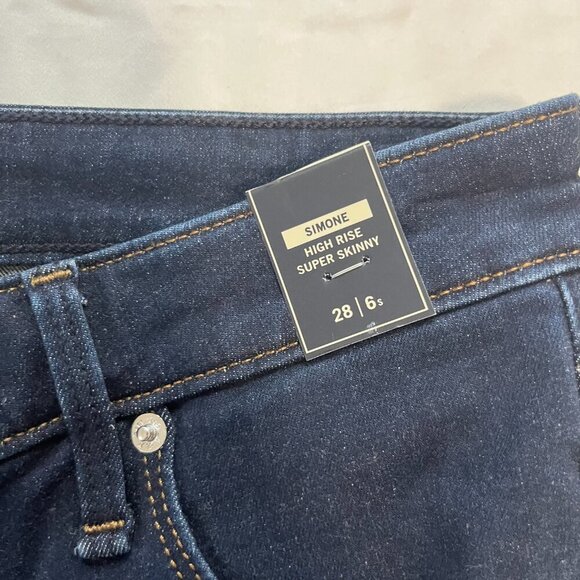 SIMONE
HIGH RISE
SUPER SKINNY
28 | 6s